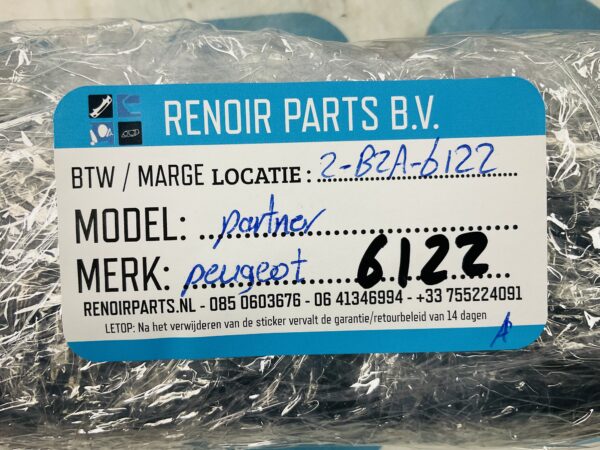 RENOIR PARTS B.V.
BTW / MARGE LOCATIE : 2-B2A-6122
MODEL: partner
MERK: peugeot 6122
RENOIRPARTS.NL - 085 0603676 - 06 41346994 - +33 755224091
LETOP: Na het verwijderen van de sticker vervalt de garantie/retourbeleid van 14 dagen